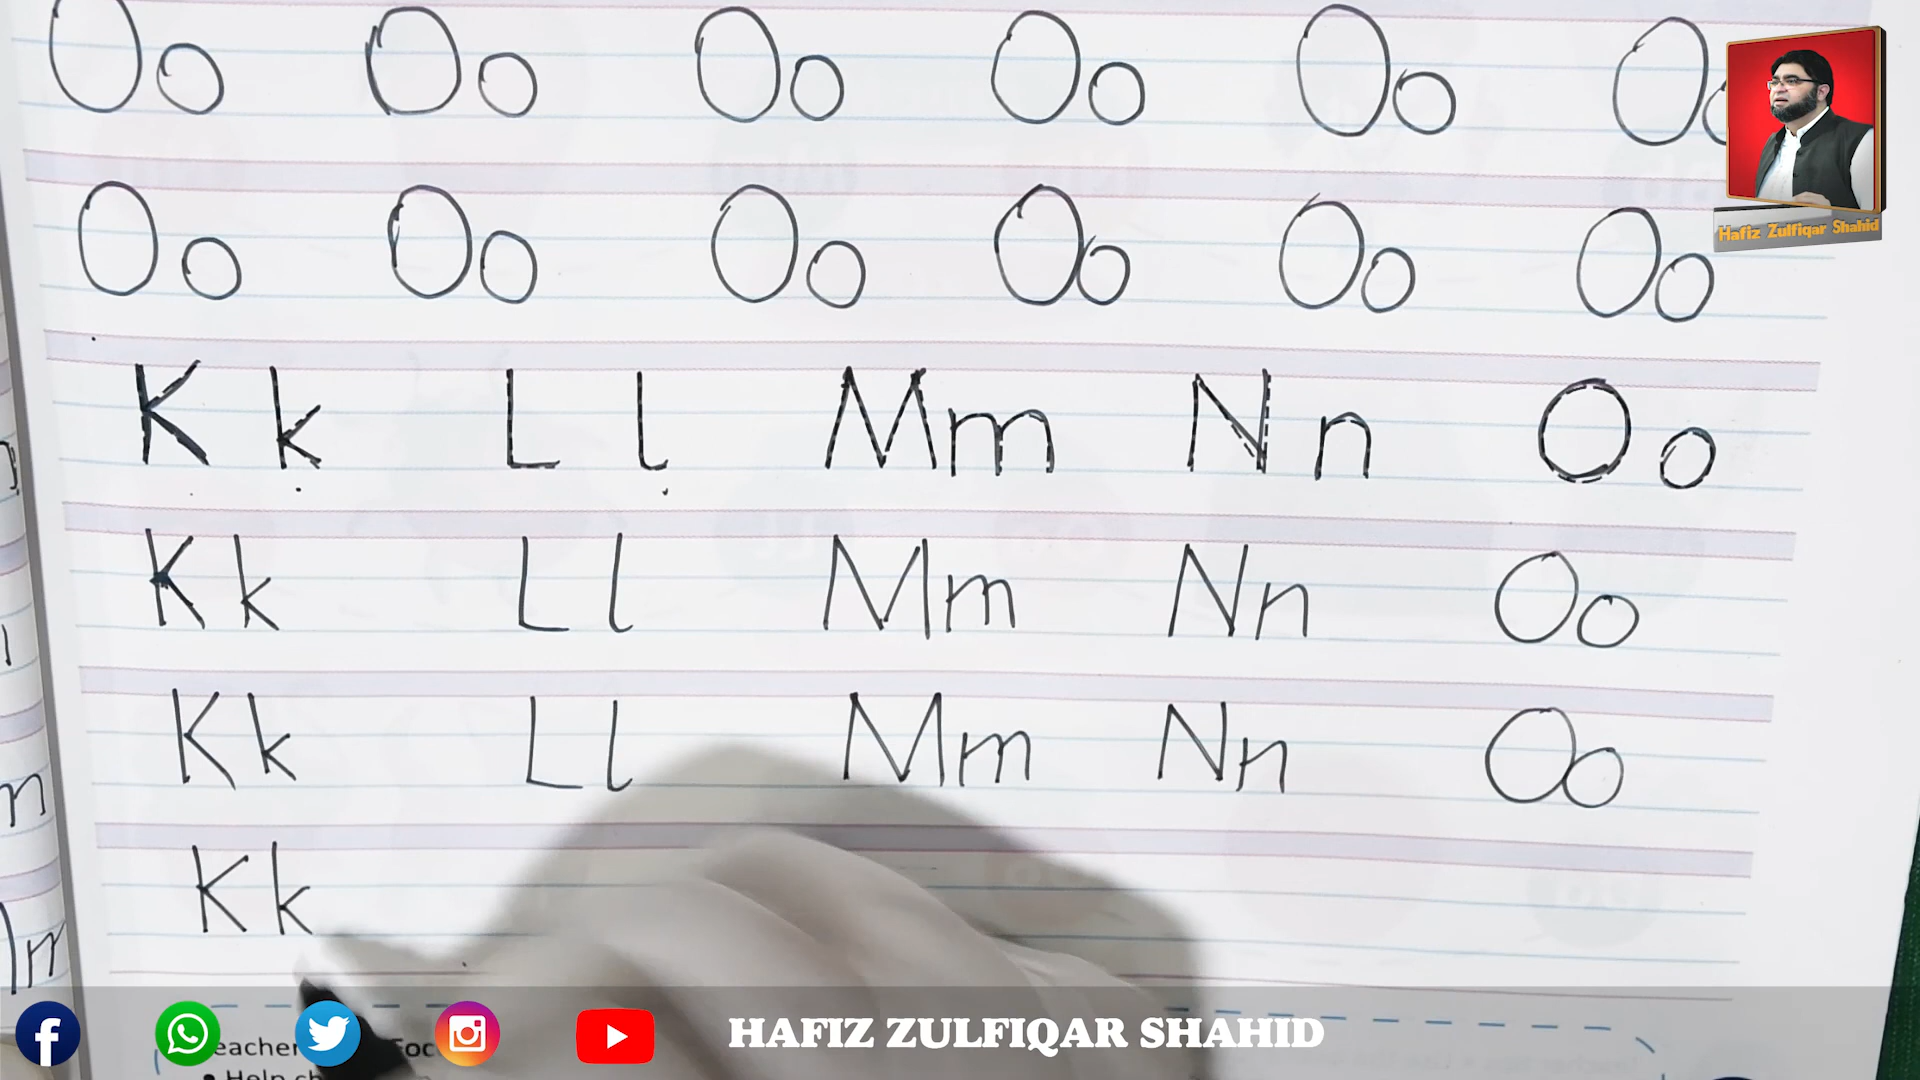 Oo Oo Oo Oo Oo O
Oo Oo Oo Oo Oo Oo
Hafiz Zulfiqar Shahid
Kk Ll Mm Nn Oo
Kk Ll Mm Nn Oo
Kk Ll Mm Nn Oo
Kk
HAFIZ ZULFIQAR SHAHID